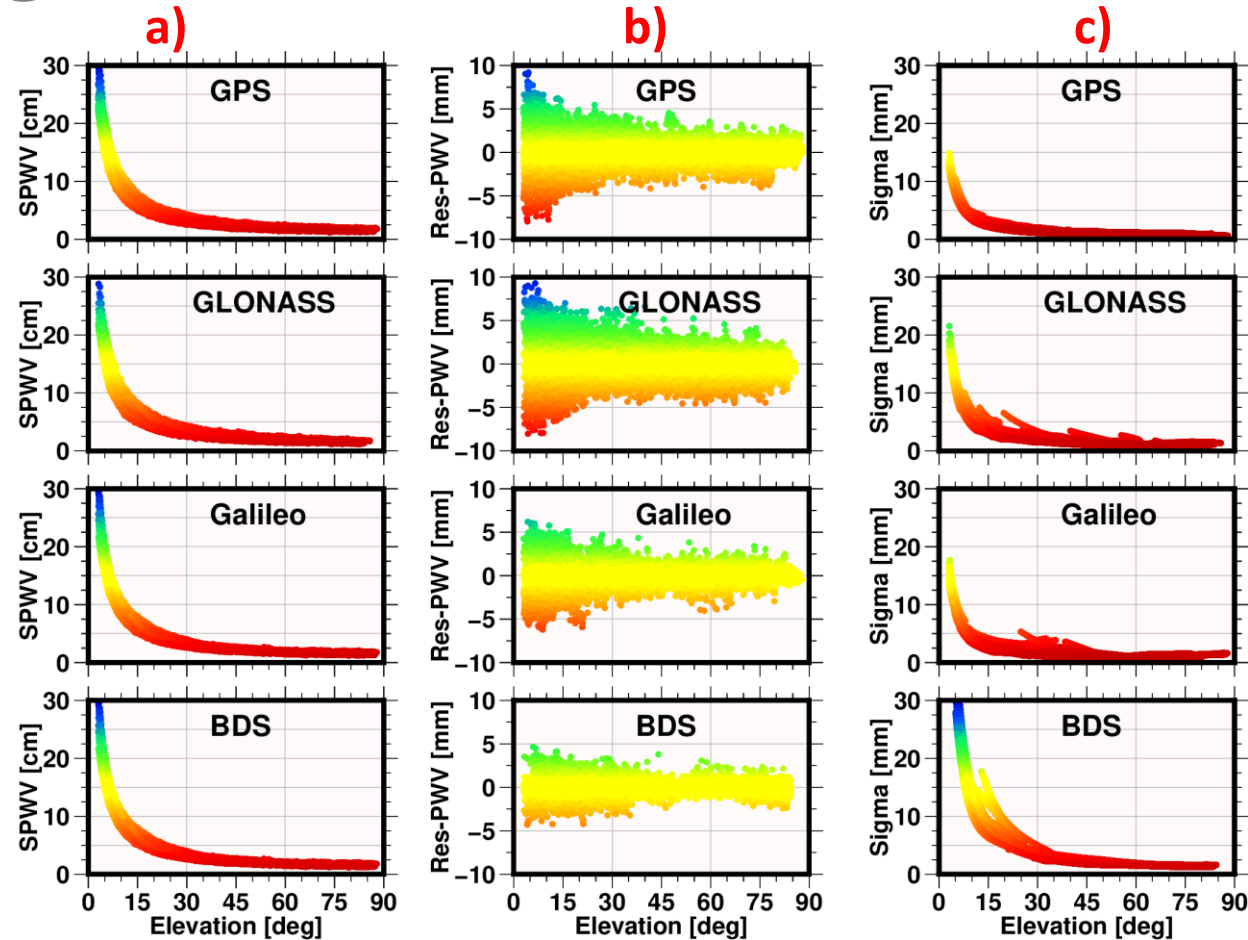 a) b) c)
30 10 30
GPS GPS GPS
SPWV [cm] Res-PWV [mm] Sigma [mm]
20 5 20
0
10 −5 10
0 −10 0
30 10 30
GLONASS GLONASS GLONASS
SPWV [cm] Res-PWV [mm] Sigma [mm]
20 5 20
0
10 −5 10
0 −10 0
30 10 30
Galileo Galileo Galileo
SPWV [cm] Res-PWV [mm] Sigma [mm]
20 5 20
0
10 −5 10
0 −10 0
30 10 30
BDS BDS BDS
SPWV [cm] Res-PWV [mm] Sigma [mm]
20 5 20
0
10 −5 10
0 −10 0
0 15 30 45 60 75 90 0 15 30 45 60 75 90 0 15 30 45 60 75 90
Elevation [deg] Elevation [deg] Elevation [deg]